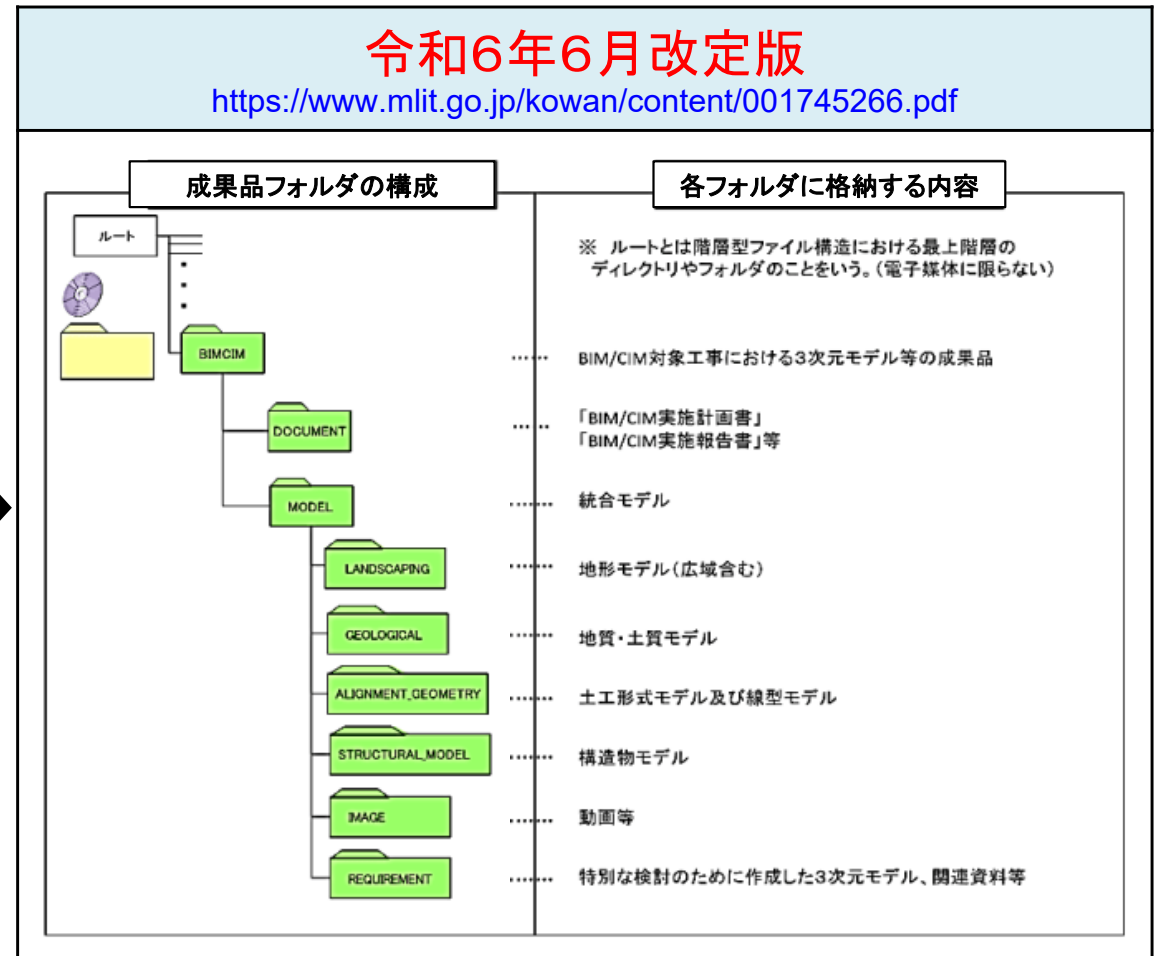 令和６年６月改定版
https://www.mlit.go.jp/kowan/content/001745266.pdf
成果品フォルダの構成
各フォルダに格納する内容
ルート
※ ルートとは階層型ファイル構造における最上階層の
ディレクトリやフォルダのことをいう。（電子媒体に限らない）
BIMCIM
…… BIM/CIM対象工事における３次元モデル等の成果品
DOCUMENT
…… 「BIM/CIM実施計画書」
「BIM/CIM実施報告書」等
MODEL
……. 統合モデル
LANDSCAPING
……. 地形モデル（広域含む）
GEOLOGICAL
……. 地質・土質モデル
ALIGNMENT_GEOMETRY
……. 土工形式モデル及び線型モデル
STRUCTURAL_MODEL
……. 構造物モデル
IMAGE
……. 動画等
REQUIREMENT
……. 特別な検討のために作成した３次元モデル、関連資料等